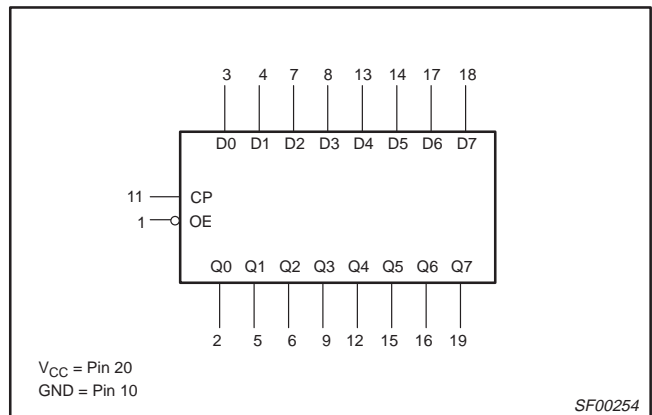 3 4 7 8 13 14 17 18
D0 D1 D2 D3 D4 D5 D6 D7
11 CP
1 OE
Q0 Q1 Q2 Q3 Q4 Q5 Q6 Q7
2 5 6 9 12 15 16 19
VCC = Pin 20
GND = Pin 10
SF00254